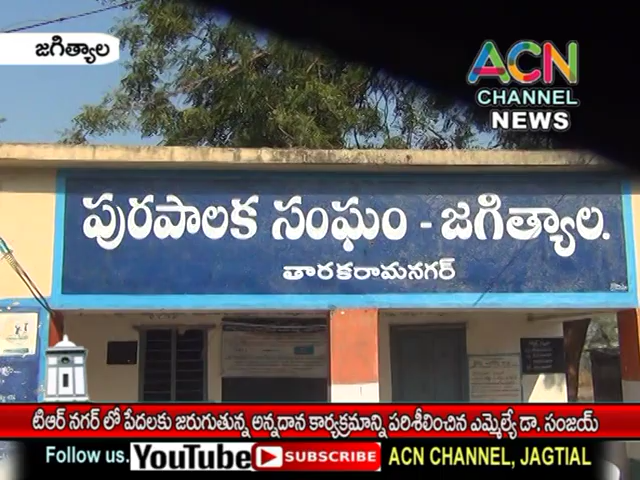 జగిత్యాల
ACN
CHANNEL
NEWS
పురపాలక సంఘం - జగిత్యాల.
తారకరామనగర్
టిఆర్ నగర్ లో పేదలకు జరుగుతున్న అన్నదాన కార్యక్రమాన్ని పరిశీలించిన ఎమ్మెల్యే డా. సంజయ్
Follow us. YouTube SUBSCRIBE ACN CHANNEL, JAGTIAL